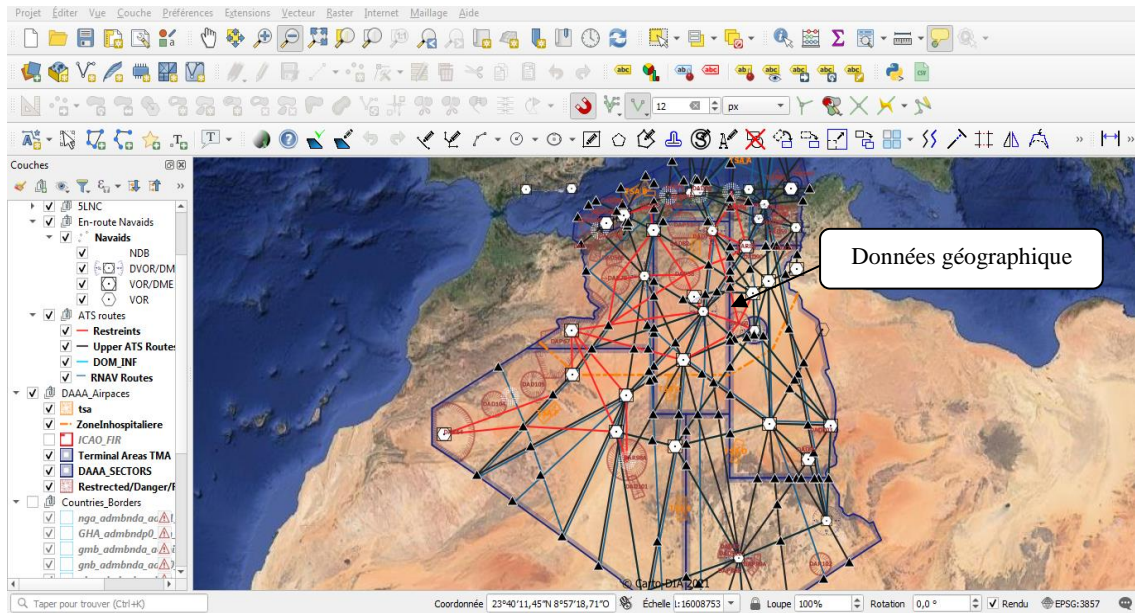 Projet Éditer Vue Couche Préférences Extensions Vecteur Raster Internet Maillage Aide
12 px
Couches
5LNC
En-route Navaids
Navaids
NDB
DVOR/DM
VOR/DME
VOR
ATS routes
Restreints
Upper ATS Routes
DOM_INF
RNAV Routes
DAAA_Airpaces
tsa
ZoneInhospitaliere
ICAO_FIR
Terminal Areas TMA
DAAA_SECTORS
Restrected/Danger/F
Countries_Borders
nga_admbnda_ad
GHA_admbndp0_
gmb_admbnda_a
gnb_admbnda_ad
Données géographique
© Carto DIA 2021
Taper pour trouver (Ctrl+K) Coordonnée 23°40'11,45"N 8°57'18,71"O Échelle 1:16008753 Loupe 100% Rotation 0,0 ° Rendu EPSG:3857